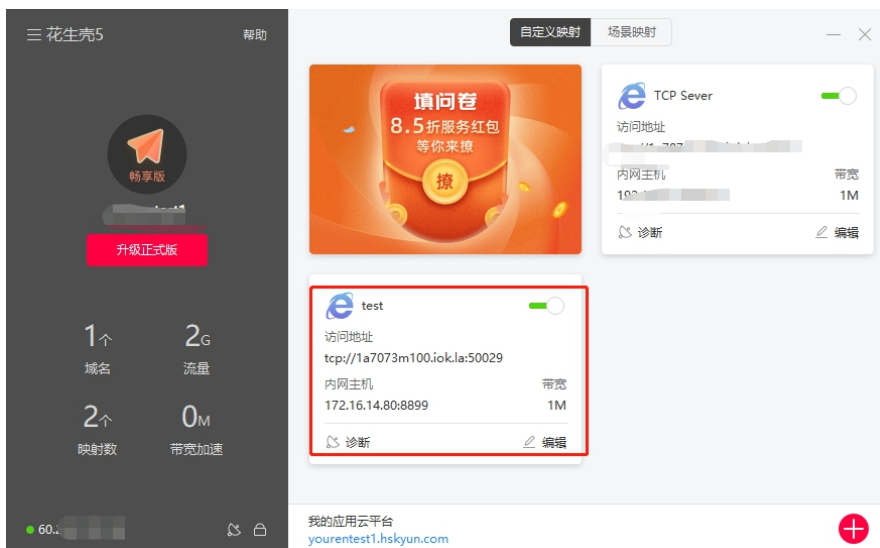 三 花生壳5
帮助
畅享版
升级正式版
1个
2G
域名
流量
2个
0M
映射数
带宽加速
60.
自定义映射
场景映射
填问卷
8.5折服务红包
等你来撩
撩
TCP Sever
访问地址
内网主机
带宽
1M
诊断
编辑
test
访问地址
tcp://1a7073m100.iok.la:50029
内网主机
带宽
172.16.14.80:8899
1M
诊断
编辑
我的应用云平台
yourentest1.hskyun.com